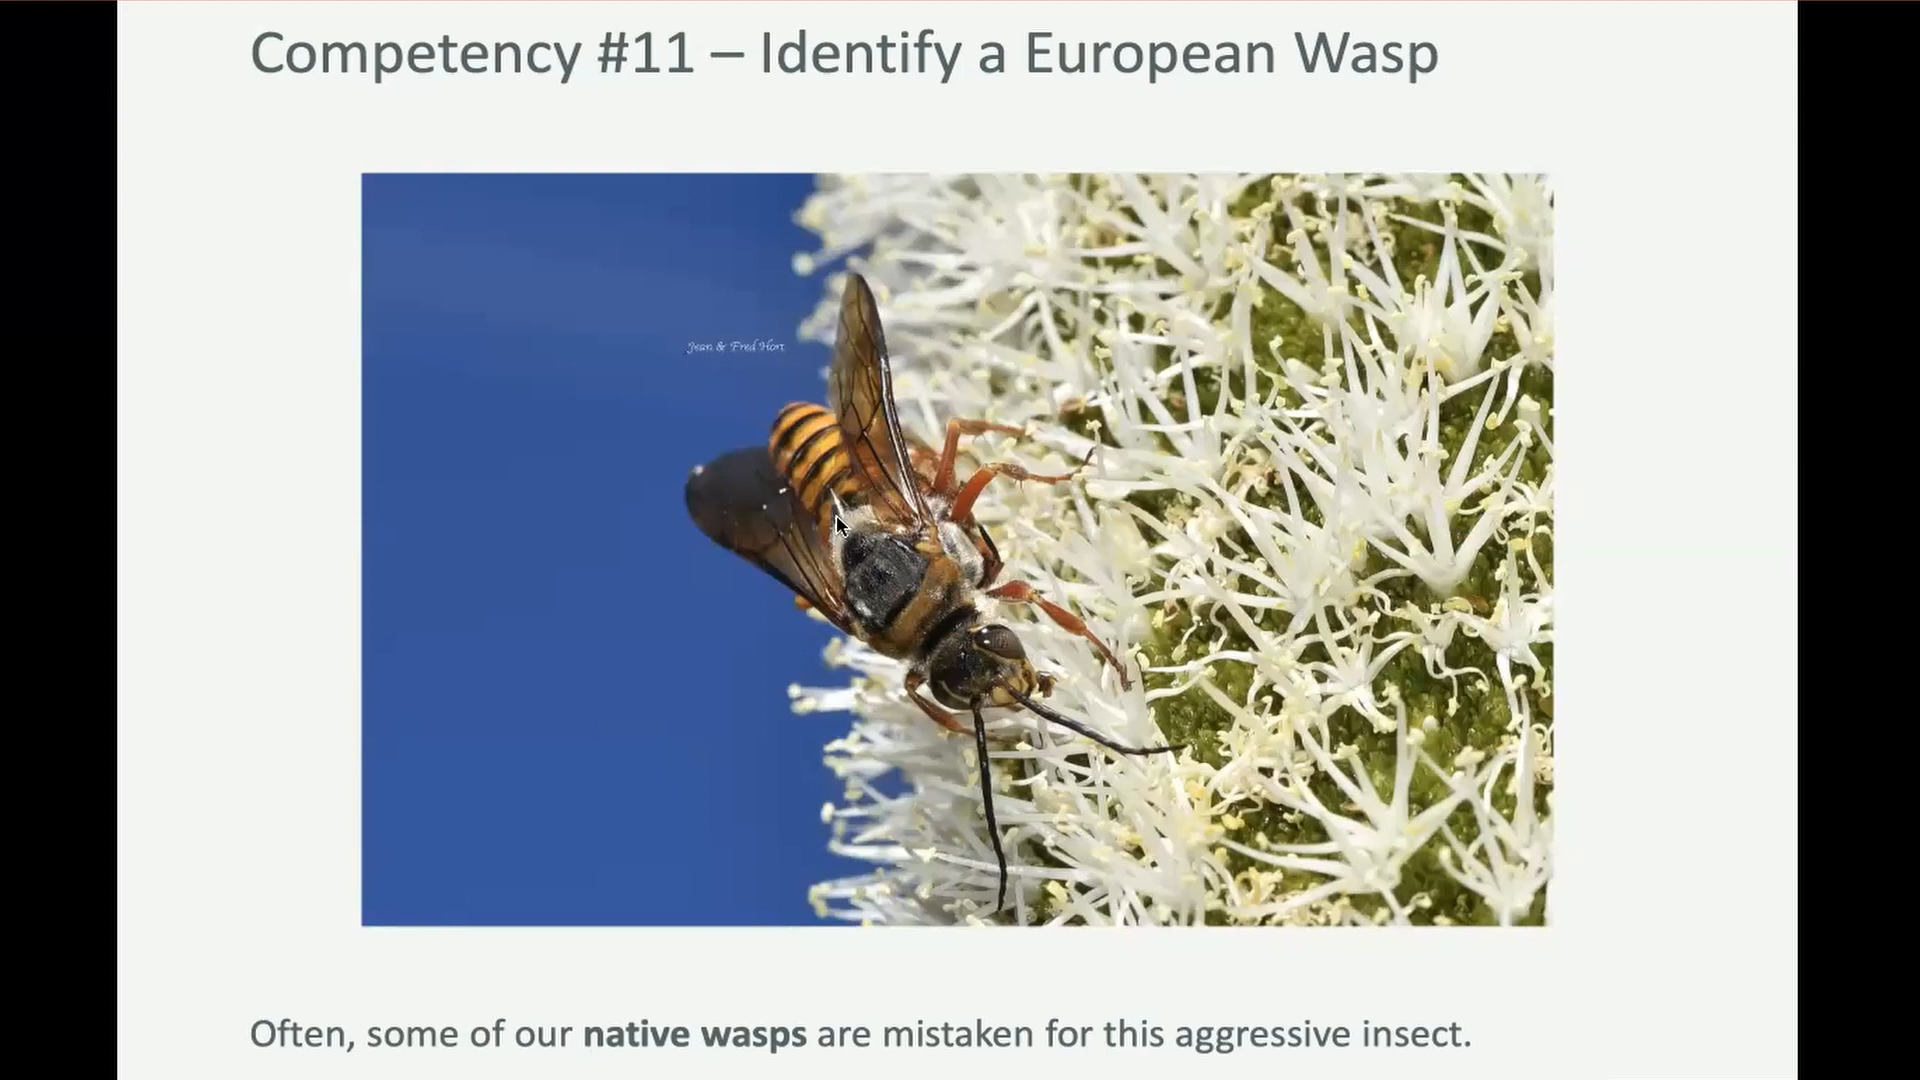 Competency #11 – Identify a European Wasp
Jean & Fred Hort
Often, some of our native wasps are mistaken for this aggressive insect.